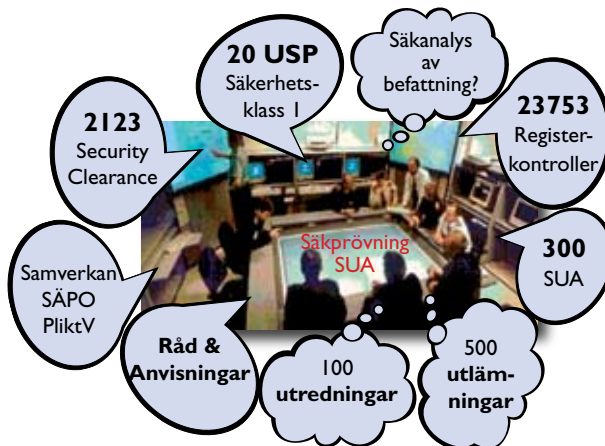 20 USP
Säkerhets-
klass 1
Säkanalys
av
befattning?
2123
Security
Clearance
23753
Register-
kontroller
Säkprövning
SUA
300
SUA
Samverkan
SÄPO
PliktV
Råd &
Anvisningar
100
utredningar
500
utläm-
ningar